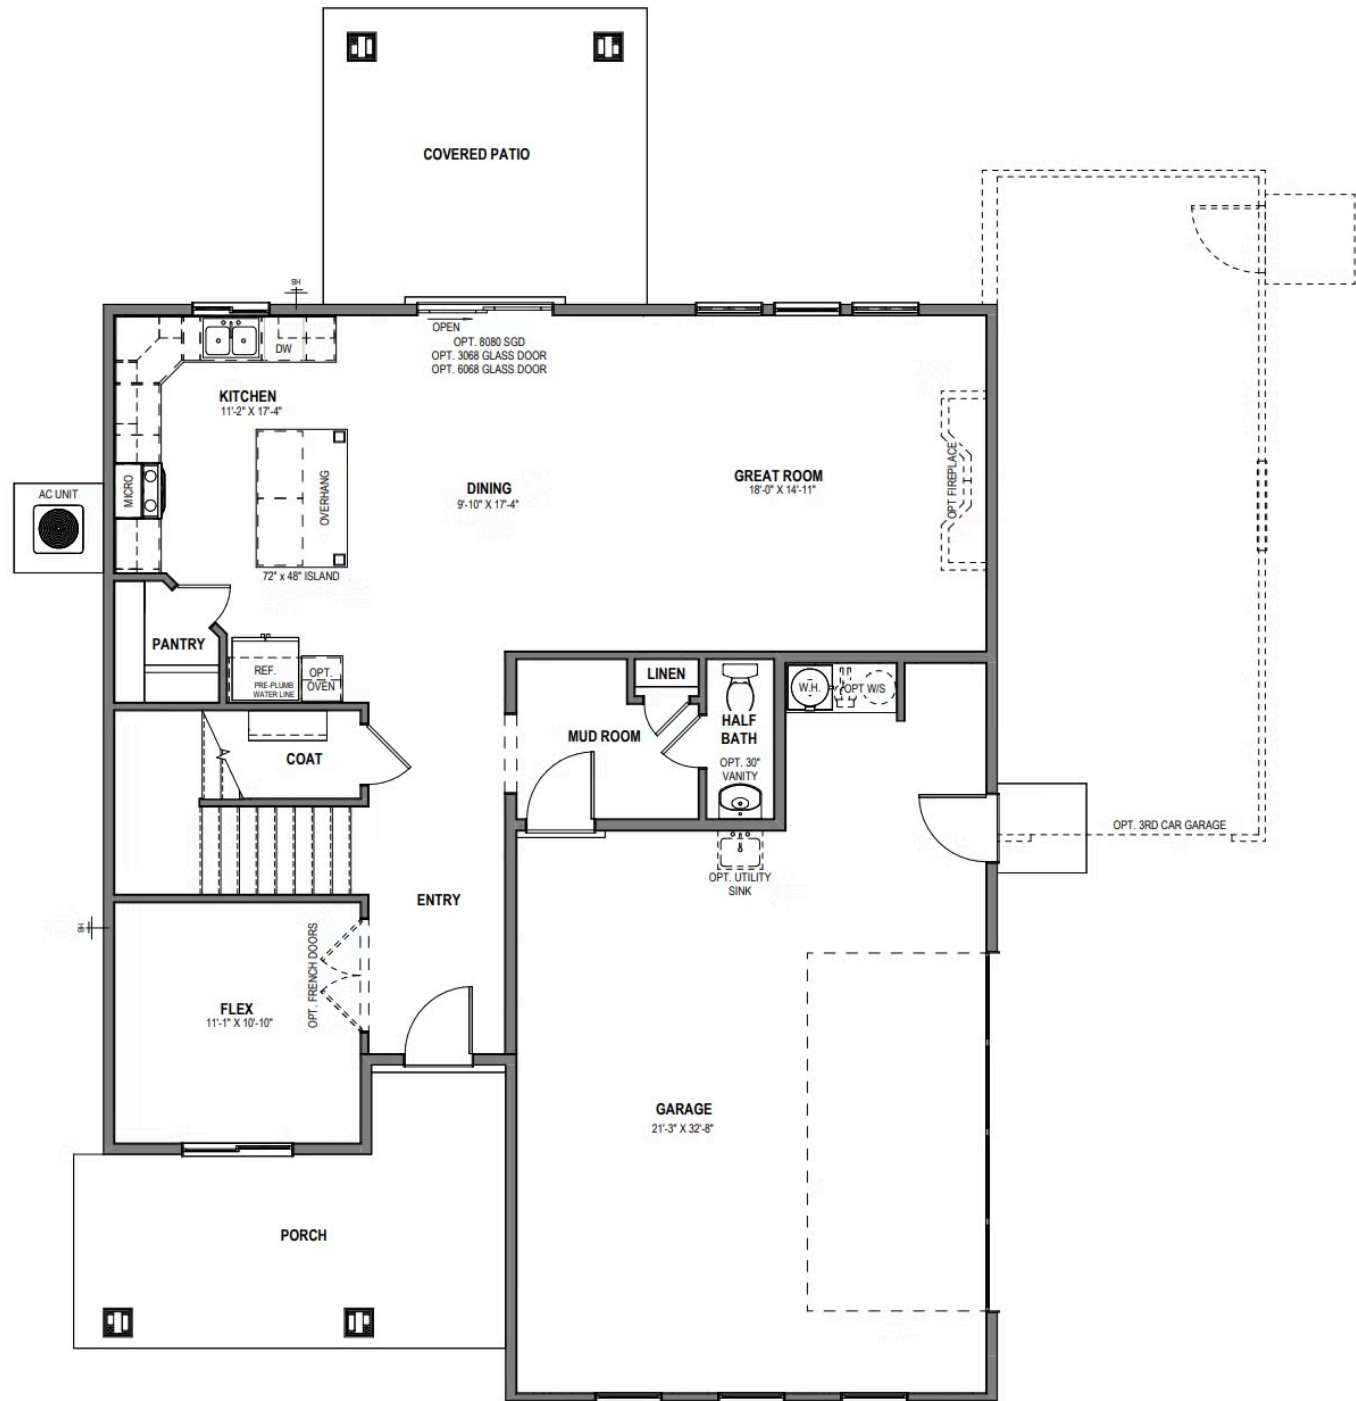 COVERED PATIO
HB
OPEN
OPT. 8080 SGD
OPT. 3068 GLASS DOOR
OPT. 6068 GLASS DOOR
DW
KITCHEN
11'-2" X 17'-4"
MICRO
OVERHANG
72" x 48" ISLAND
DINING
9'-10" X 17'-4"
GREAT ROOM
18'-0" X 14'-11"
OPT FIREPLACE
AC UNIT
PANTRY
REF.
PRE-PLUMB
WATER LINE
OPT.
OVEN
LINEN
W.H.
OPT W/S
MUD ROOM
HALF
BATH
OPT. 30"
VANITY
COAT
OPT. 3RD CAR GARAGE
OPT. UTILITY
SINK
ENTRY
HB
OPT. FRENCH DOORS
FLEX
11'-1" X 10'-10"
GARAGE
21'-3" X 32'-8"
PORCH